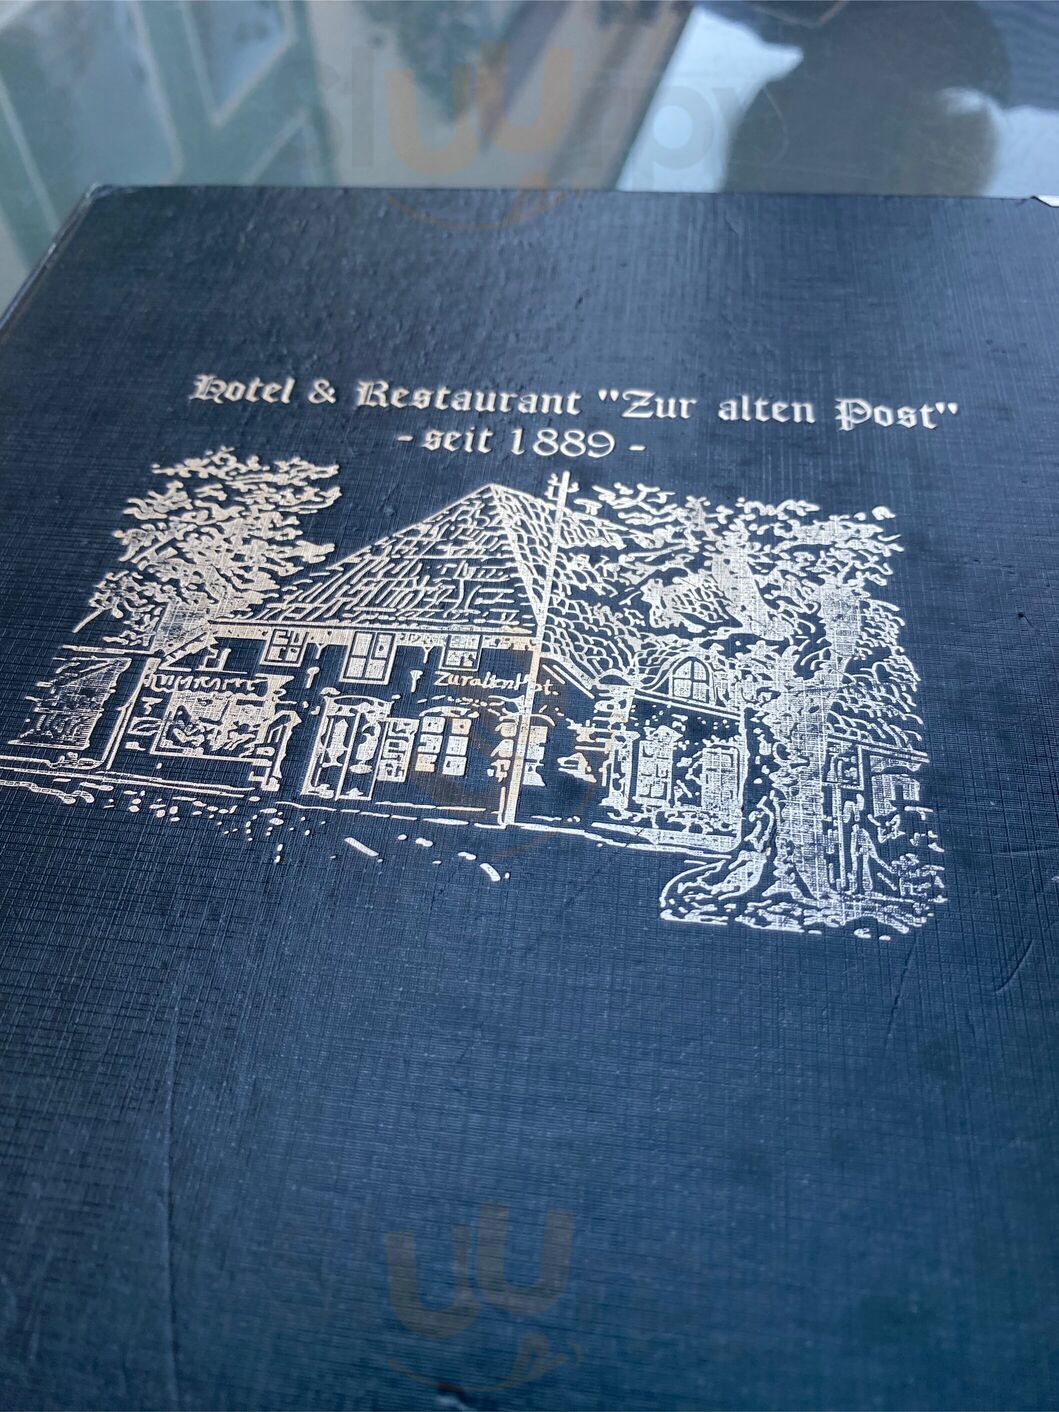 Hotel & Restaurant "Zur alten Post"
- seit 1889 -